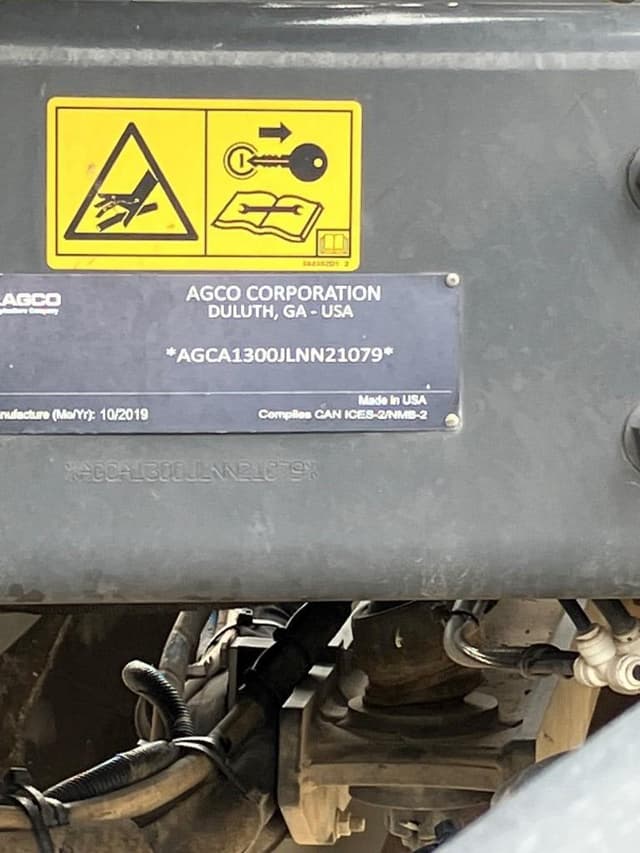 AGCO
AGCO CORPORATION
DULUTH, GA - USA
*AGCA1300JLNN21079*
Made in USA
nufacture (Mo/Yr): 10/2019
Complies CAN ICES-2/NMB-2
*AGCA1300JLNN21079*